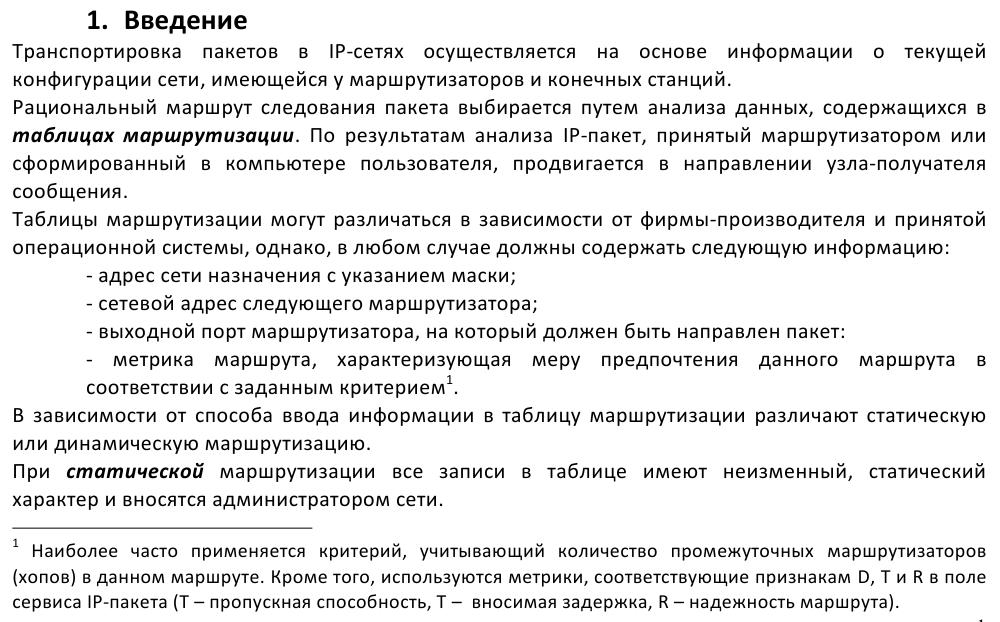 1. Введение
Транспортировка пакетов в IP-сетях осуществляется на основе информации о текущей
конфигурации сети, имеющейся у маршрутизаторов и конечных станций.
Рациональный маршрут следования пакета выбирается путем анализа данных, содержащихся в
таблицах маршрутизации. По результатам анализа IP-пакет, принятый маршрутизатором или
сформированный в компьютере пользователя, продвигается в направлении узла-получателя
сообщения.
Таблицы маршрутизации могут различаться в зависимости от фирмы-производителя и принятой
операционной системы, однако, в любом случае должны содержать следующую информацию:
- адрес сети назначения с указанием маски;
- сетевой адрес следующего маршрутизатора;
- выходной порт маршрутизатора, на который должен быть направлен пакет:
- метрика маршрута, характеризующая меру предпочтения данного маршрута в
соответствии с заданным критерием1.
В зависимости от способа ввода информации в таблицу маршрутизации различают статическую
или динамическую маршрутизацию.
При статической маршрутизации все записи в таблице имеют неизменный, статический
характер и вносятся администратором сети.
1 Наиболее часто применяется критерий, учитывающий количество промежуточных маршрутизаторов
(хопов) в данном маршруте. Кроме того, используются метрики, соответствующие признакам D, T и R в поле
сервиса IP-пакета (T – пропускная способность, T – вносимая задержка, R – надежность маршрута).